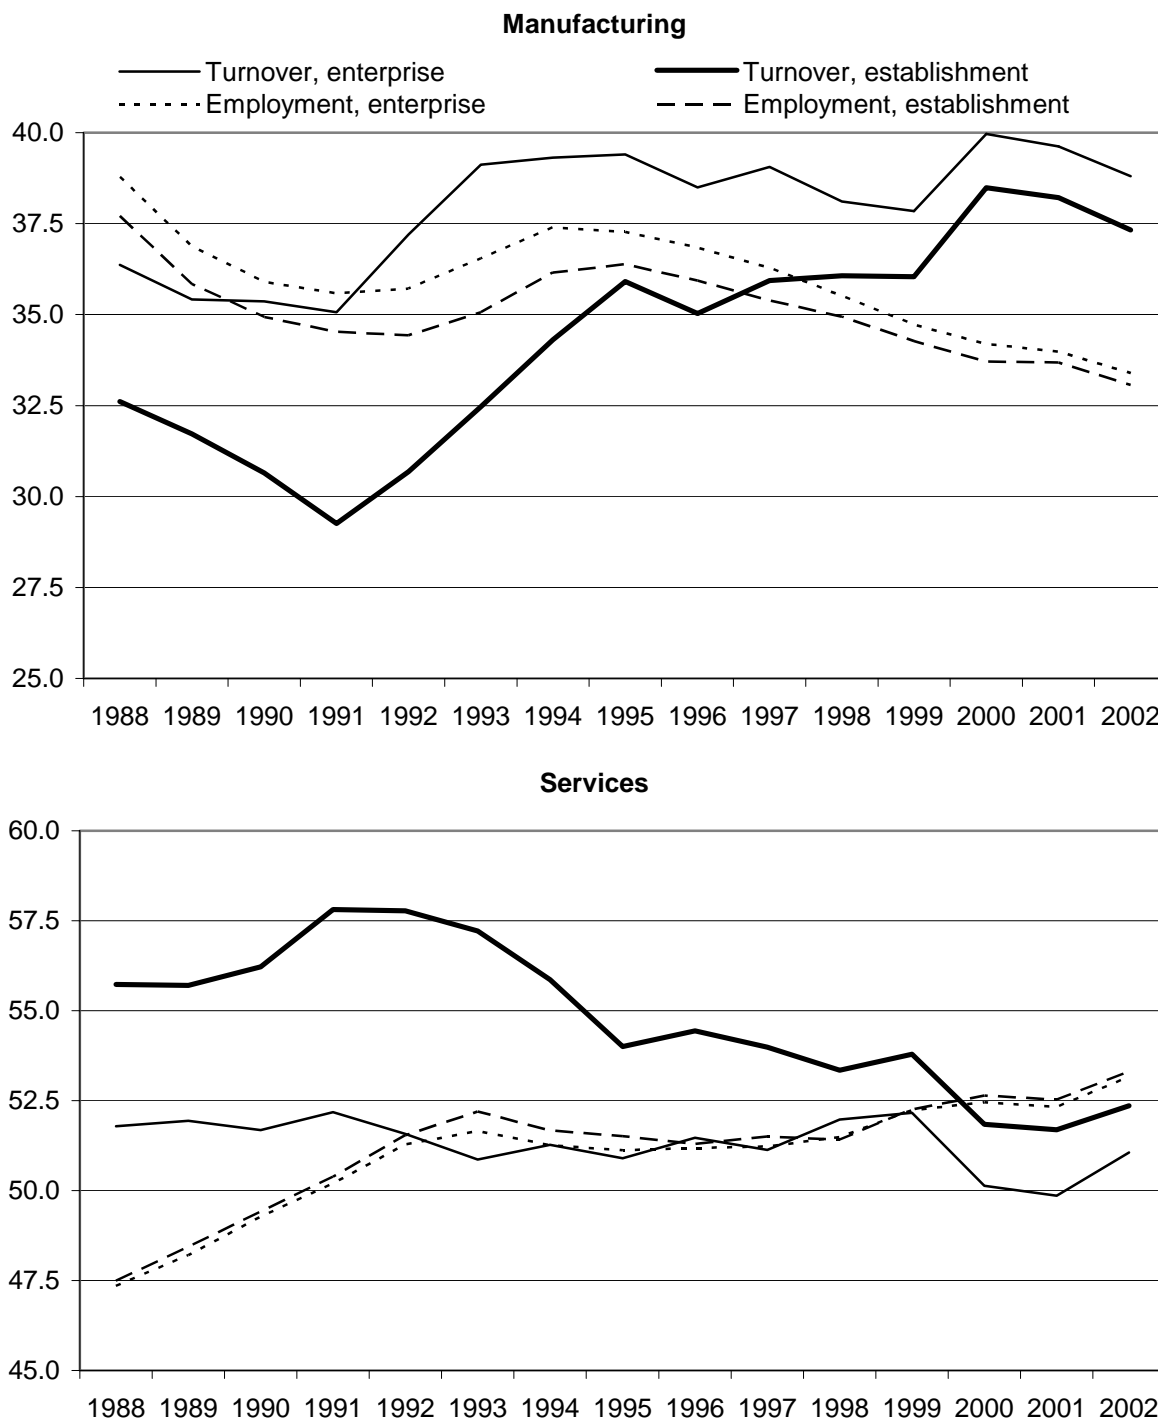 Manufacturing
Turnover, enterprise Turnover, establishment
Employment, enterprise Employment, establishment
40.0
37.5
35.0
32.5
30.0
27.5
25.0
1988 1989 1990 1991 1992 1993 1994 1995 1996 1997 1998 1999 2000 2001 2002
Services
60.0
57.5
55.0
52.5
50.0
47.5
45.0
1988 1989 1990 1991 1992 1993 1994 1995 1996 1997 1998 1999 2000 2001 2002